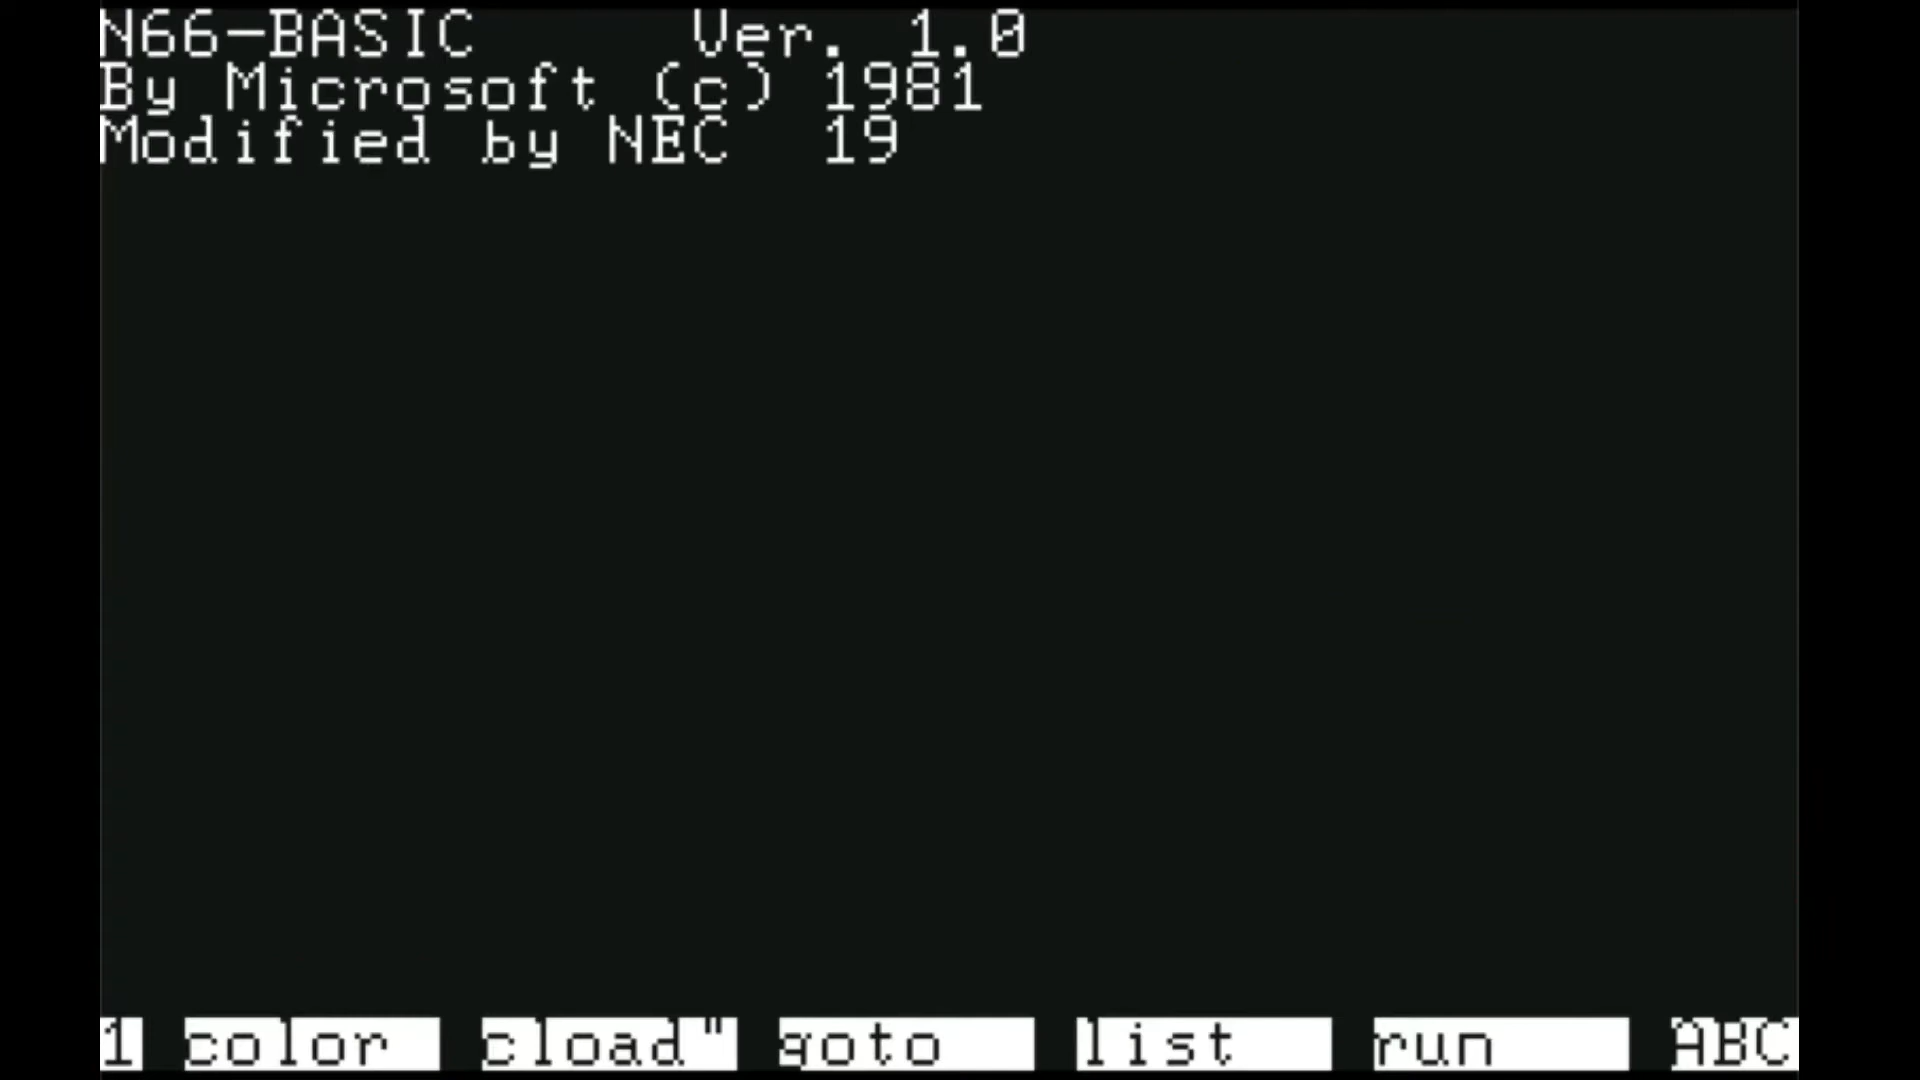 N66-BASIC Ver. 1.0
By Microsoft (c) 1981
Modified by NEC 19
1 color cload" goto list run ABC